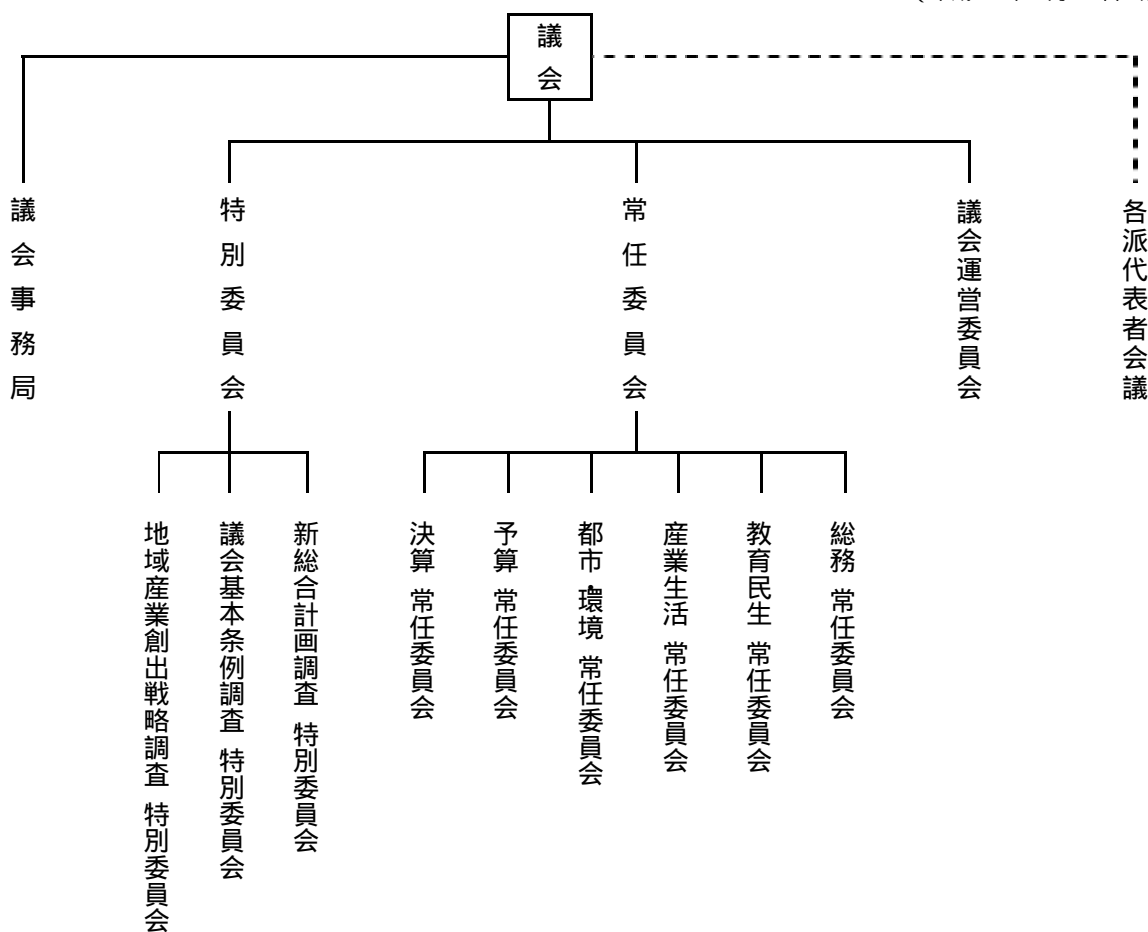 議会
各派代表者会議
議会運営委員会
常任委員会
特別委員会
議会事務局
総務 常任委員会
教育民生 常任委員会
産業生活 常任委員会
都市・環境 常任委員会
予算 常任委員会
決算 常任委員会
新総合計画調査 特別委員会
議会基本条例調査 特別委員会
地域産業創出戦略調査 特別委員会